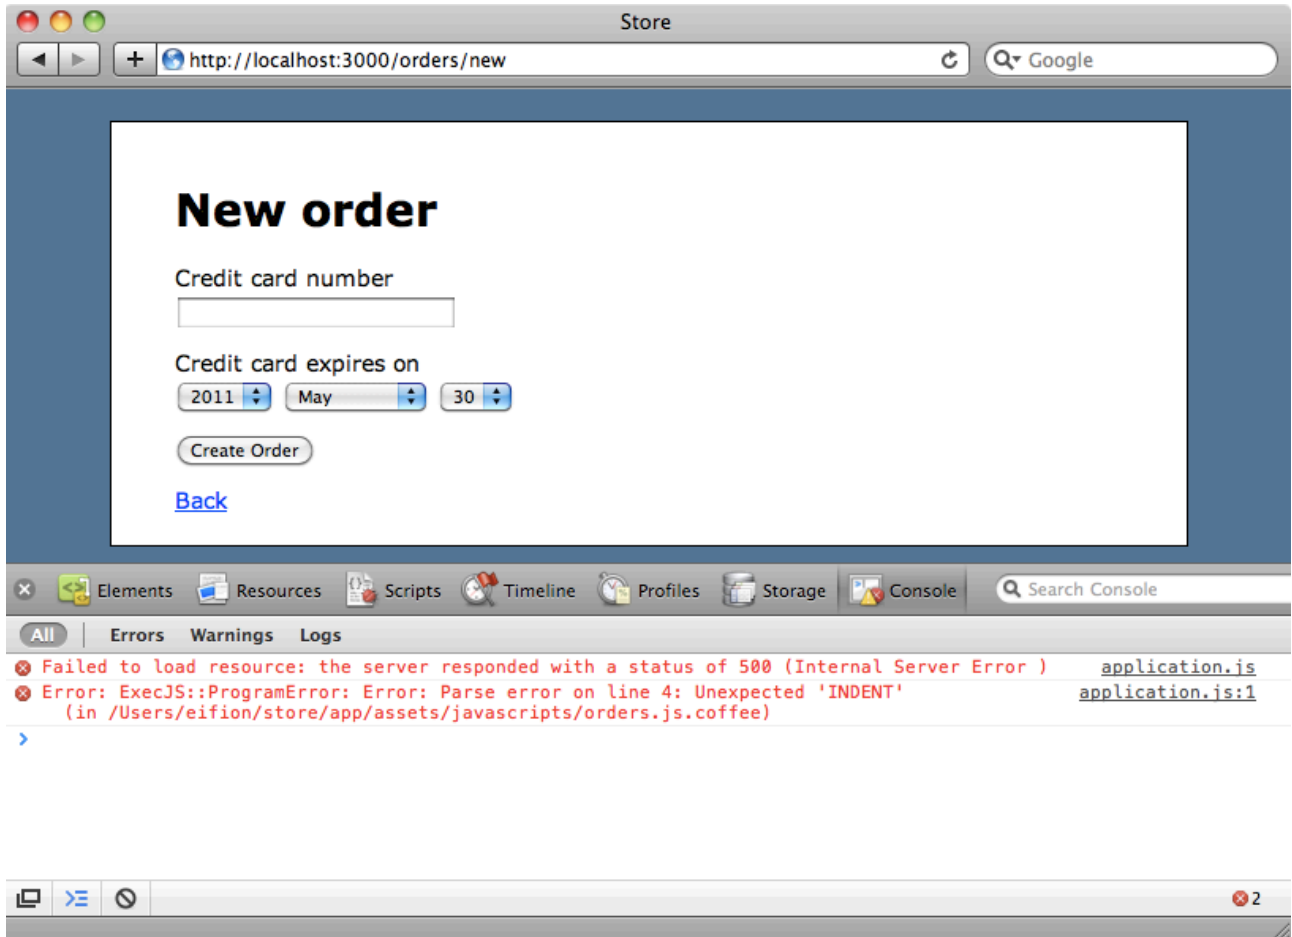 Store
http://localhost:3000/orders/new
Google
New order
Credit card number
Credit card expires on
2011 May 30
Create Order
Back
Elements Resources Scripts Timeline Profiles Storage Console Search Console
All Errors Warnings Logs
Failed to load resource: the server responded with a status of 500 (Internal Server Error ) application.js
Error: ExecJS::ProgramError: Error: Parse error on line 4: Unexpected 'INDENT' application.js:1
(in /Users/eifion/store/app/assets/javascripts/orders.js.coffee)
2